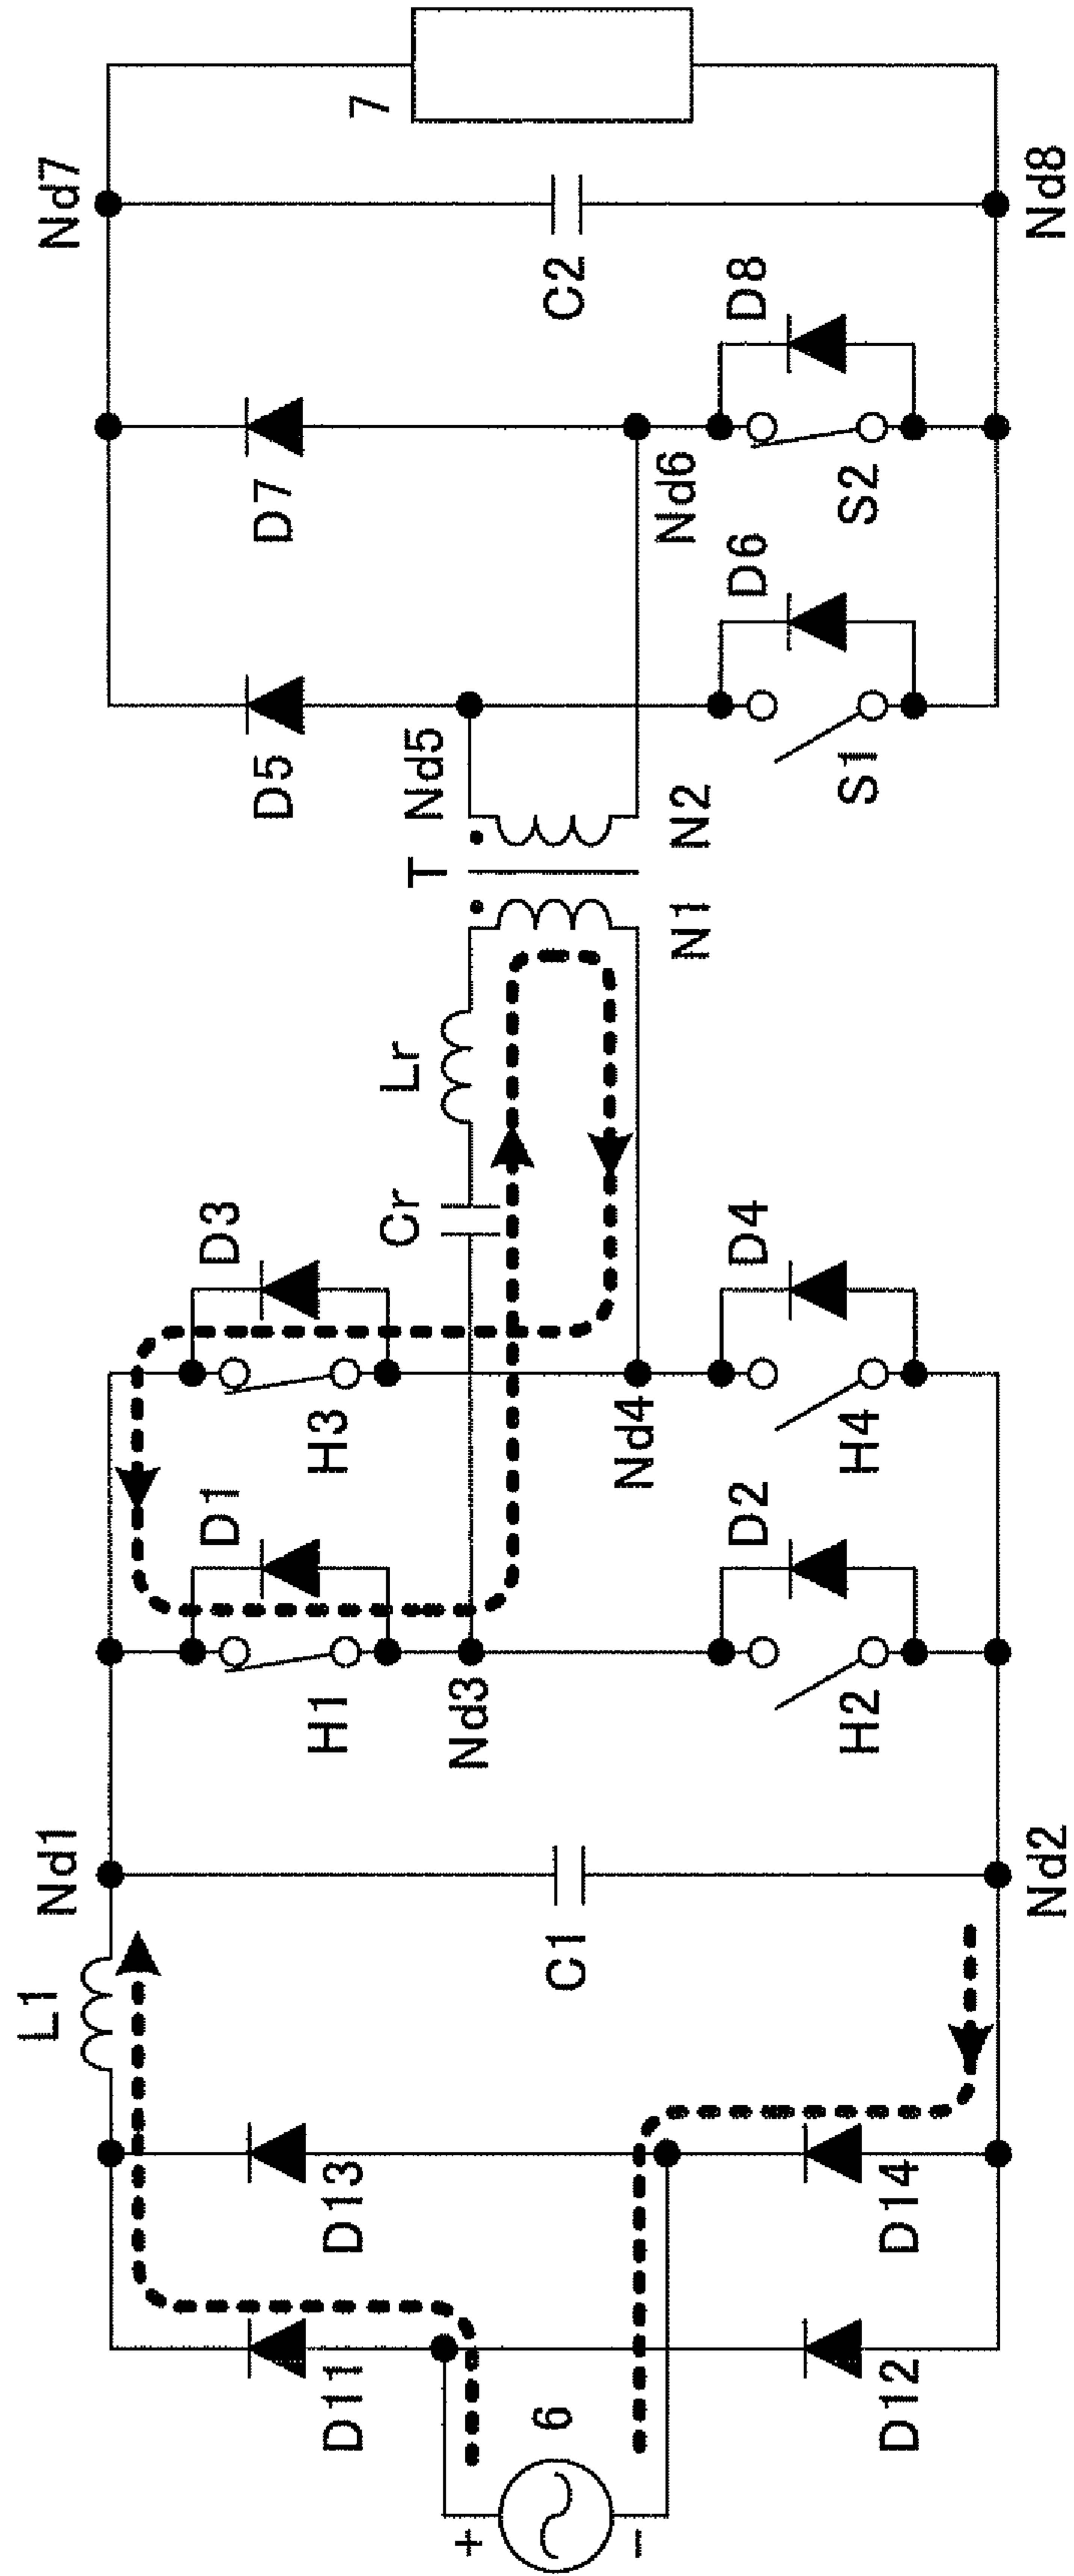 7
Nd7
Nd8
C2
D8
D7
Nd6
S2
D6
D5
Nd5
S1
T
N2
N1
Lr
Cr
D3
D4
H3
Nd4
H4
D1
D2
H1
Nd3
H2
Nd1
Nd2
C1
L1
D13
D14
D11
D12
6
+
−